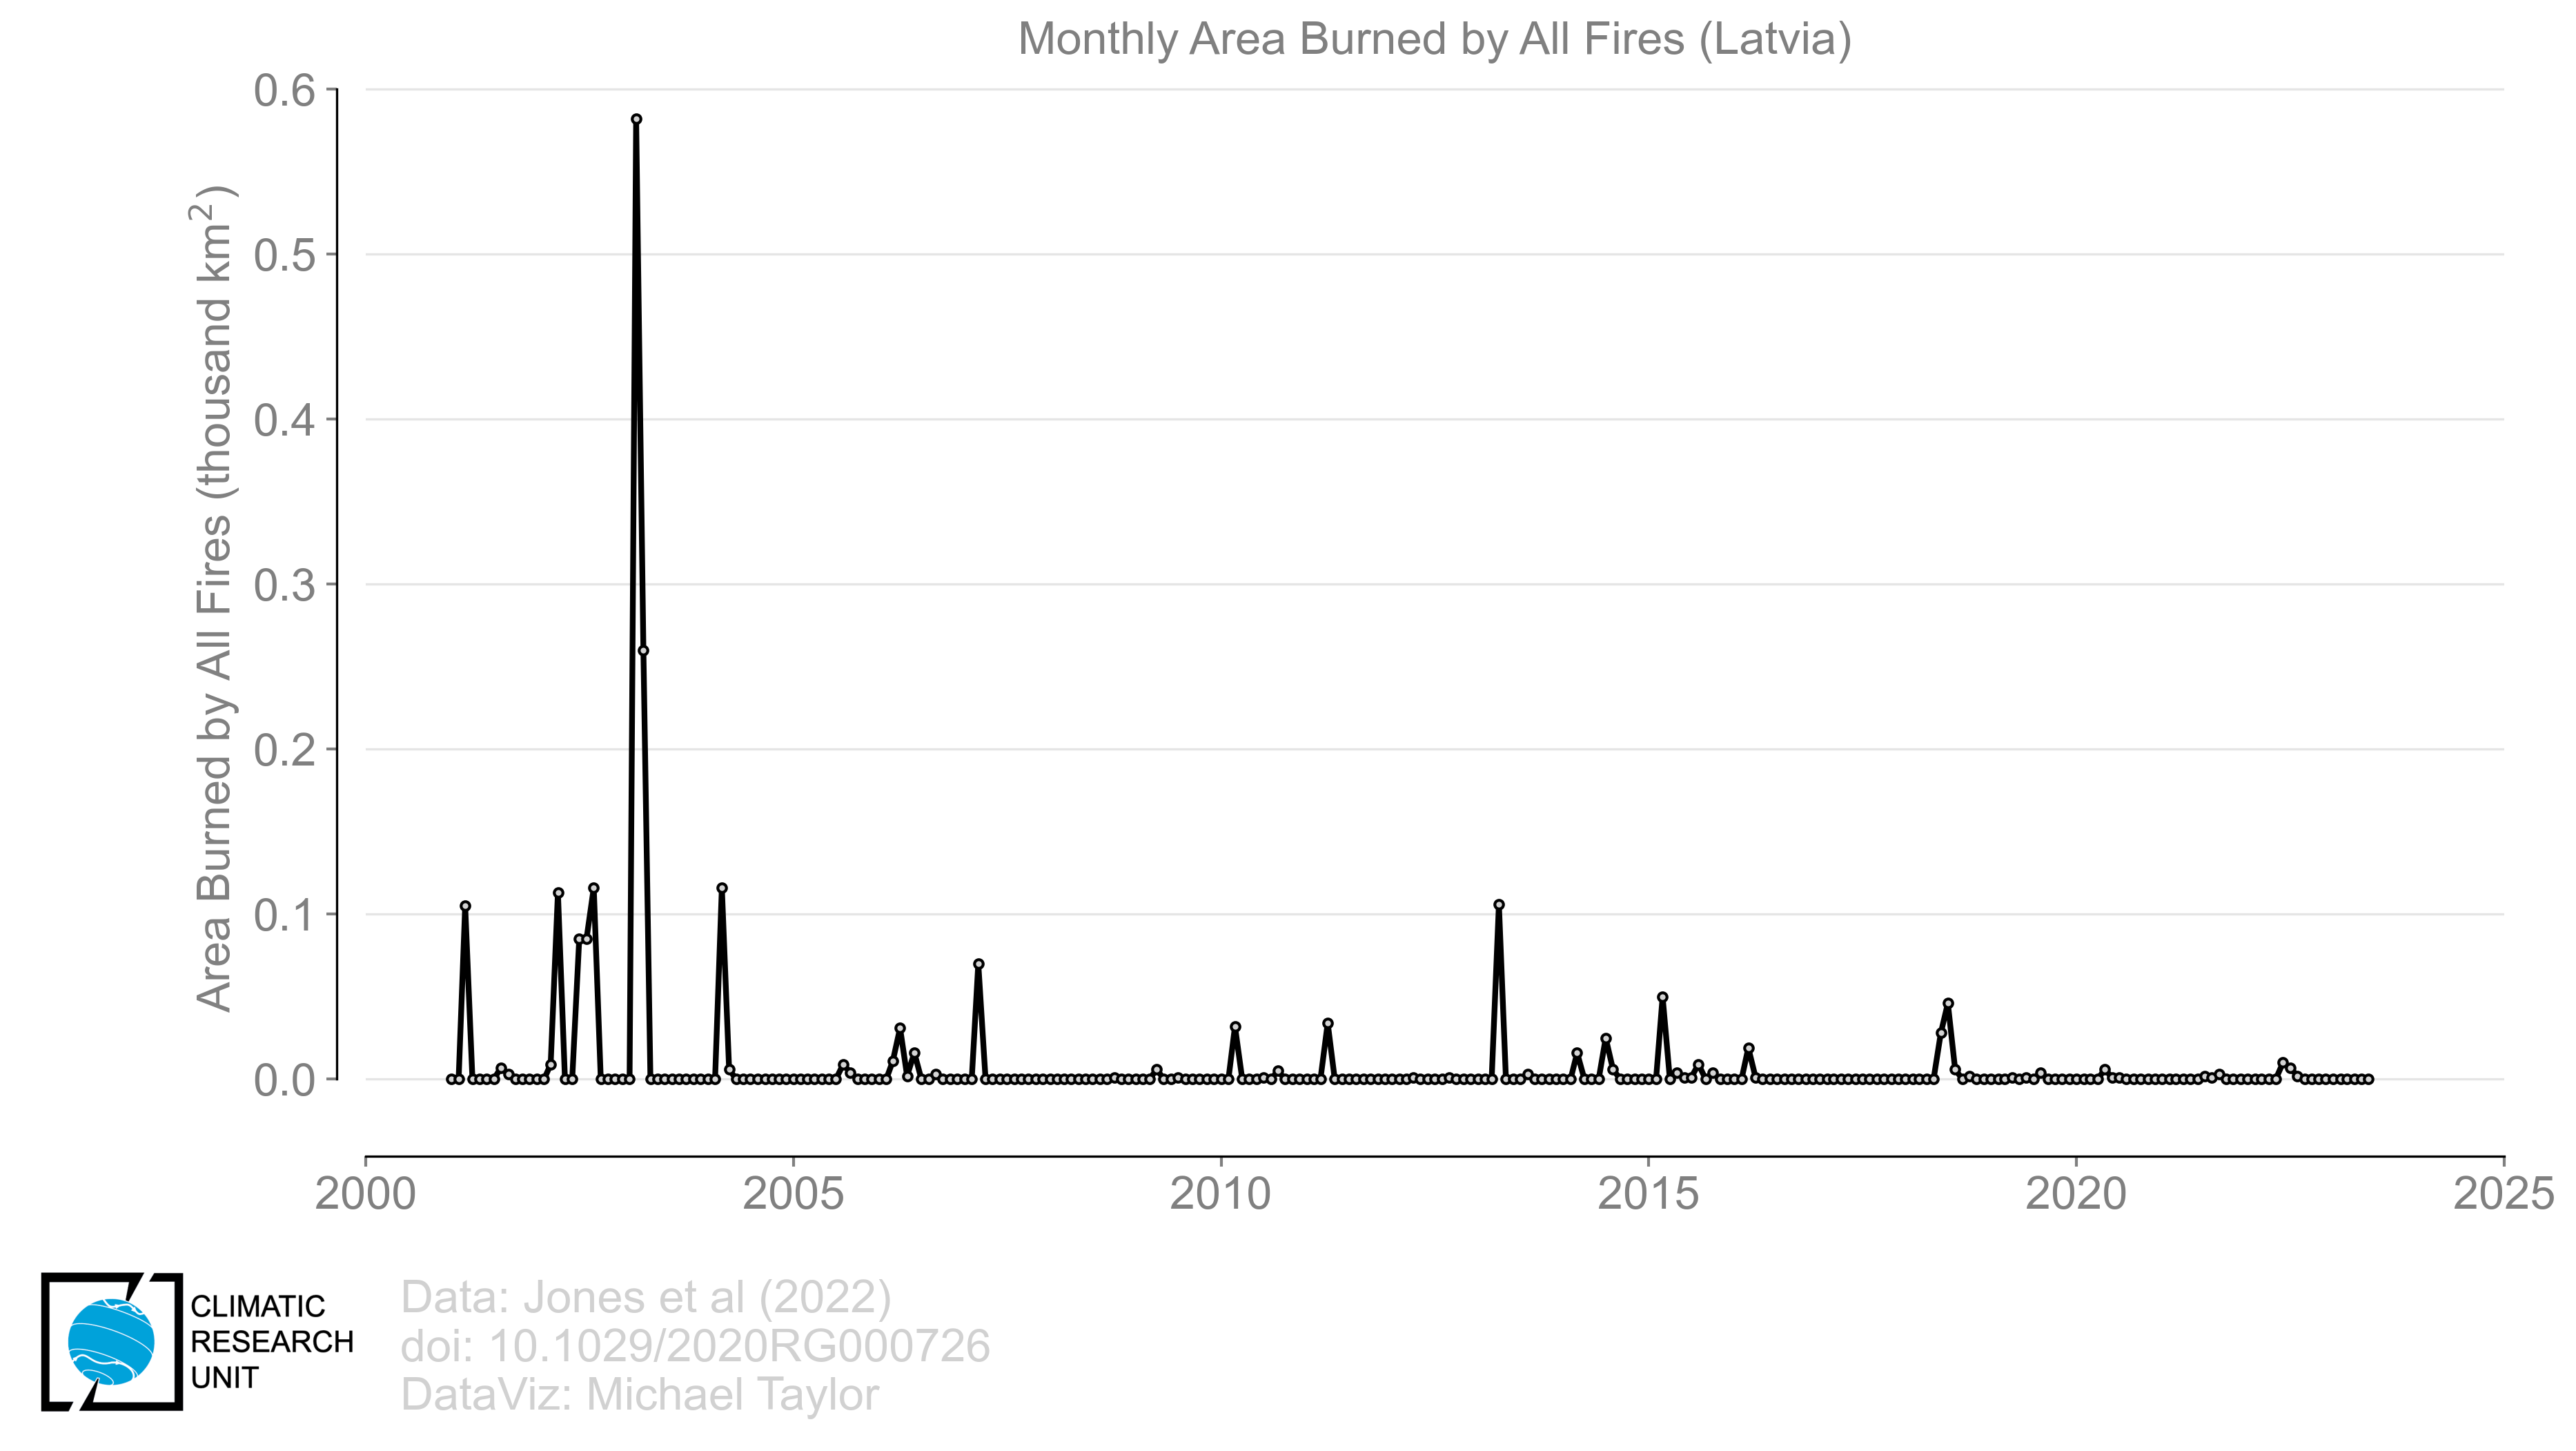 Monthly Area Burned by All Fires (Latvia)
Area Burned by All Fires (thousand km²)
0.6
0.5
0.4
0.3
0.2
0.1
0.0
2000 2005 2010 2015 2020 2025
CLIMATIC
RESEARCH
UNIT
Data: Jones et al (2022)
doi: 10.1029/2020RG000726
DataViz: Michael Taylor